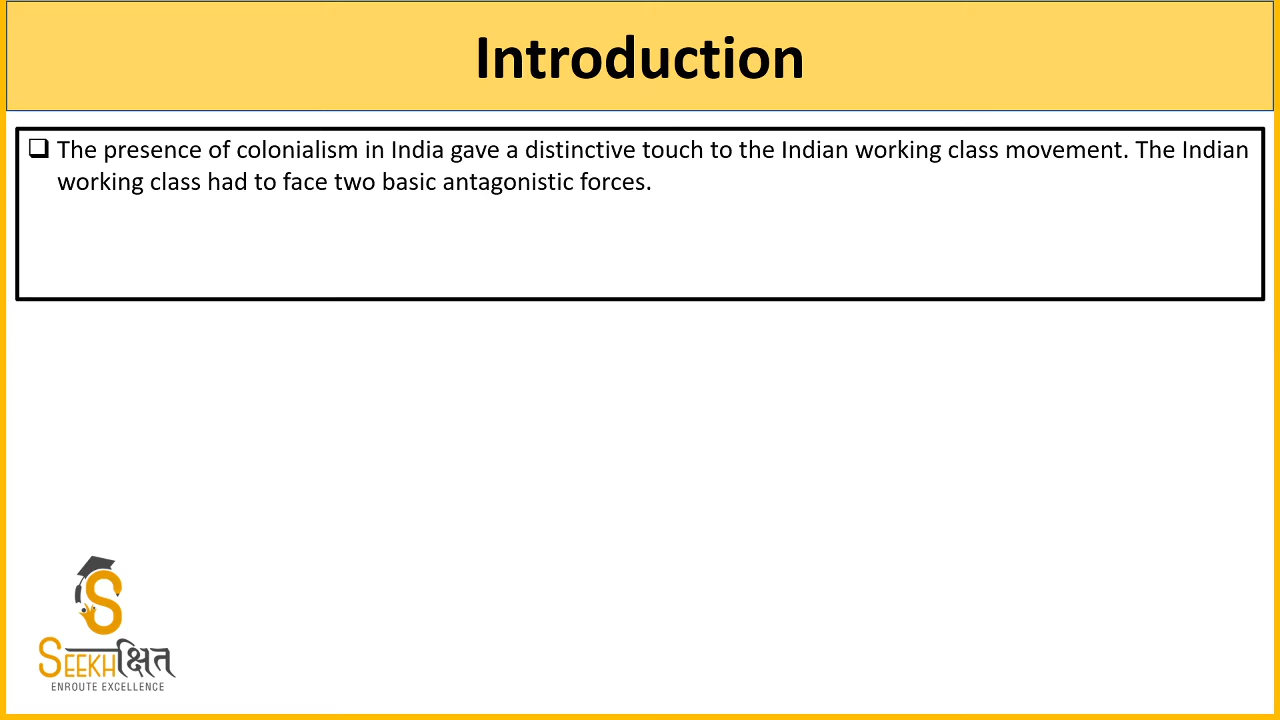 Introduction
❑ The presence of colonialism in India gave a distinctive touch to the Indian working class movement. The Indian
working class had to face two basic antagonistic forces.
S
SEEKHक्षित
ENROUTE EXCELLENCE